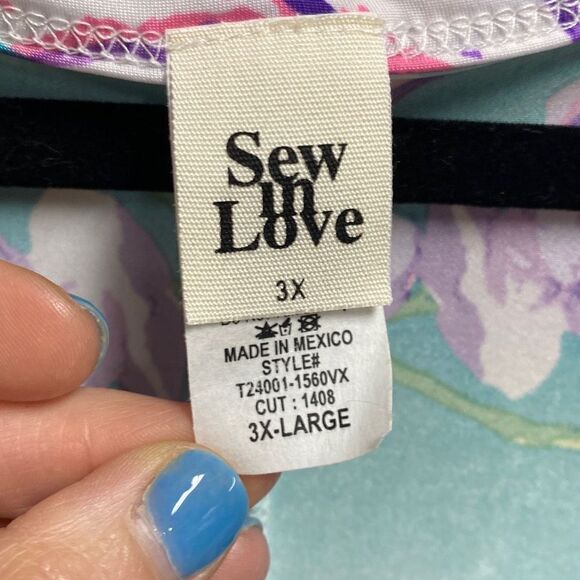 Sew
in
Love
3X
MADE IN MEXICO
STYLE#
T24001-1560VX
CUT : 1408
3X-LARGE